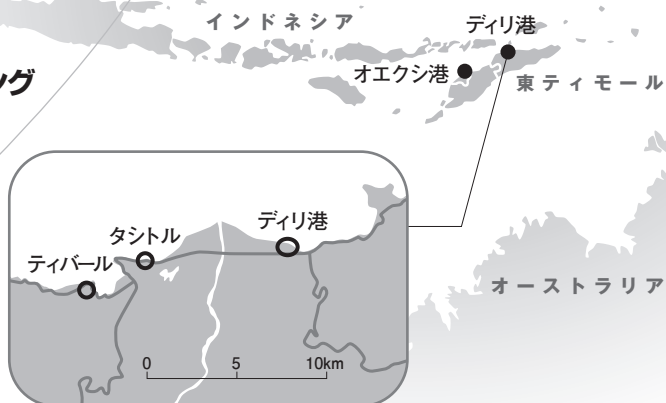 インドネシア
ディリ港
オエクシ港
東ティモール
ング
タシトル
ディリ港
ティバール
オーストラリア
0 5 10km